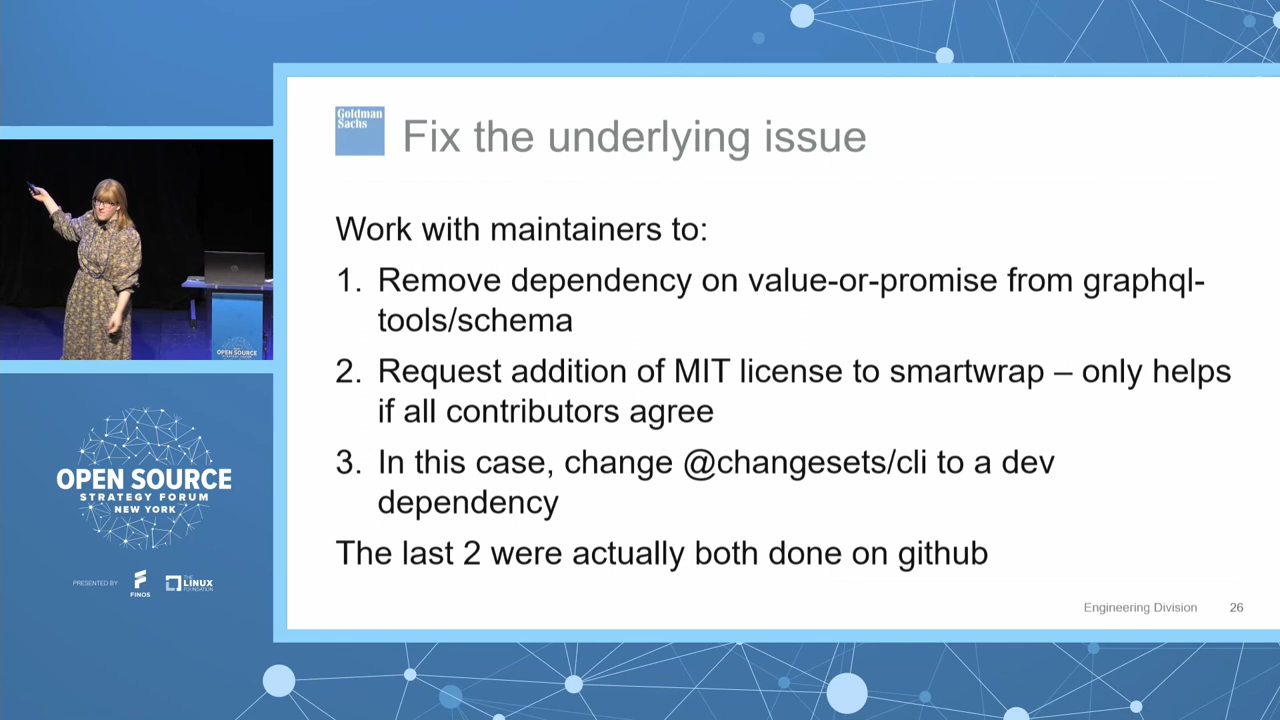 Goldman
Sachs
Fix the underlying issue
Work with maintainers to:
1. Remove dependency on value-or-promise from graphql-
tools/schema
2. Request addition of MIT license to smartwrap – only helps
if all contributors agree
3. In this case, change @changesets/cli to a dev
dependency
The last 2 were actually both done on github
Engineering Division 26
OPEN SOURCE
OPEN SOURCE
STRATEGY FORUM
NEW YORK
PRESENTED BY
FINOS
THE
LINUX
FOUNDATION